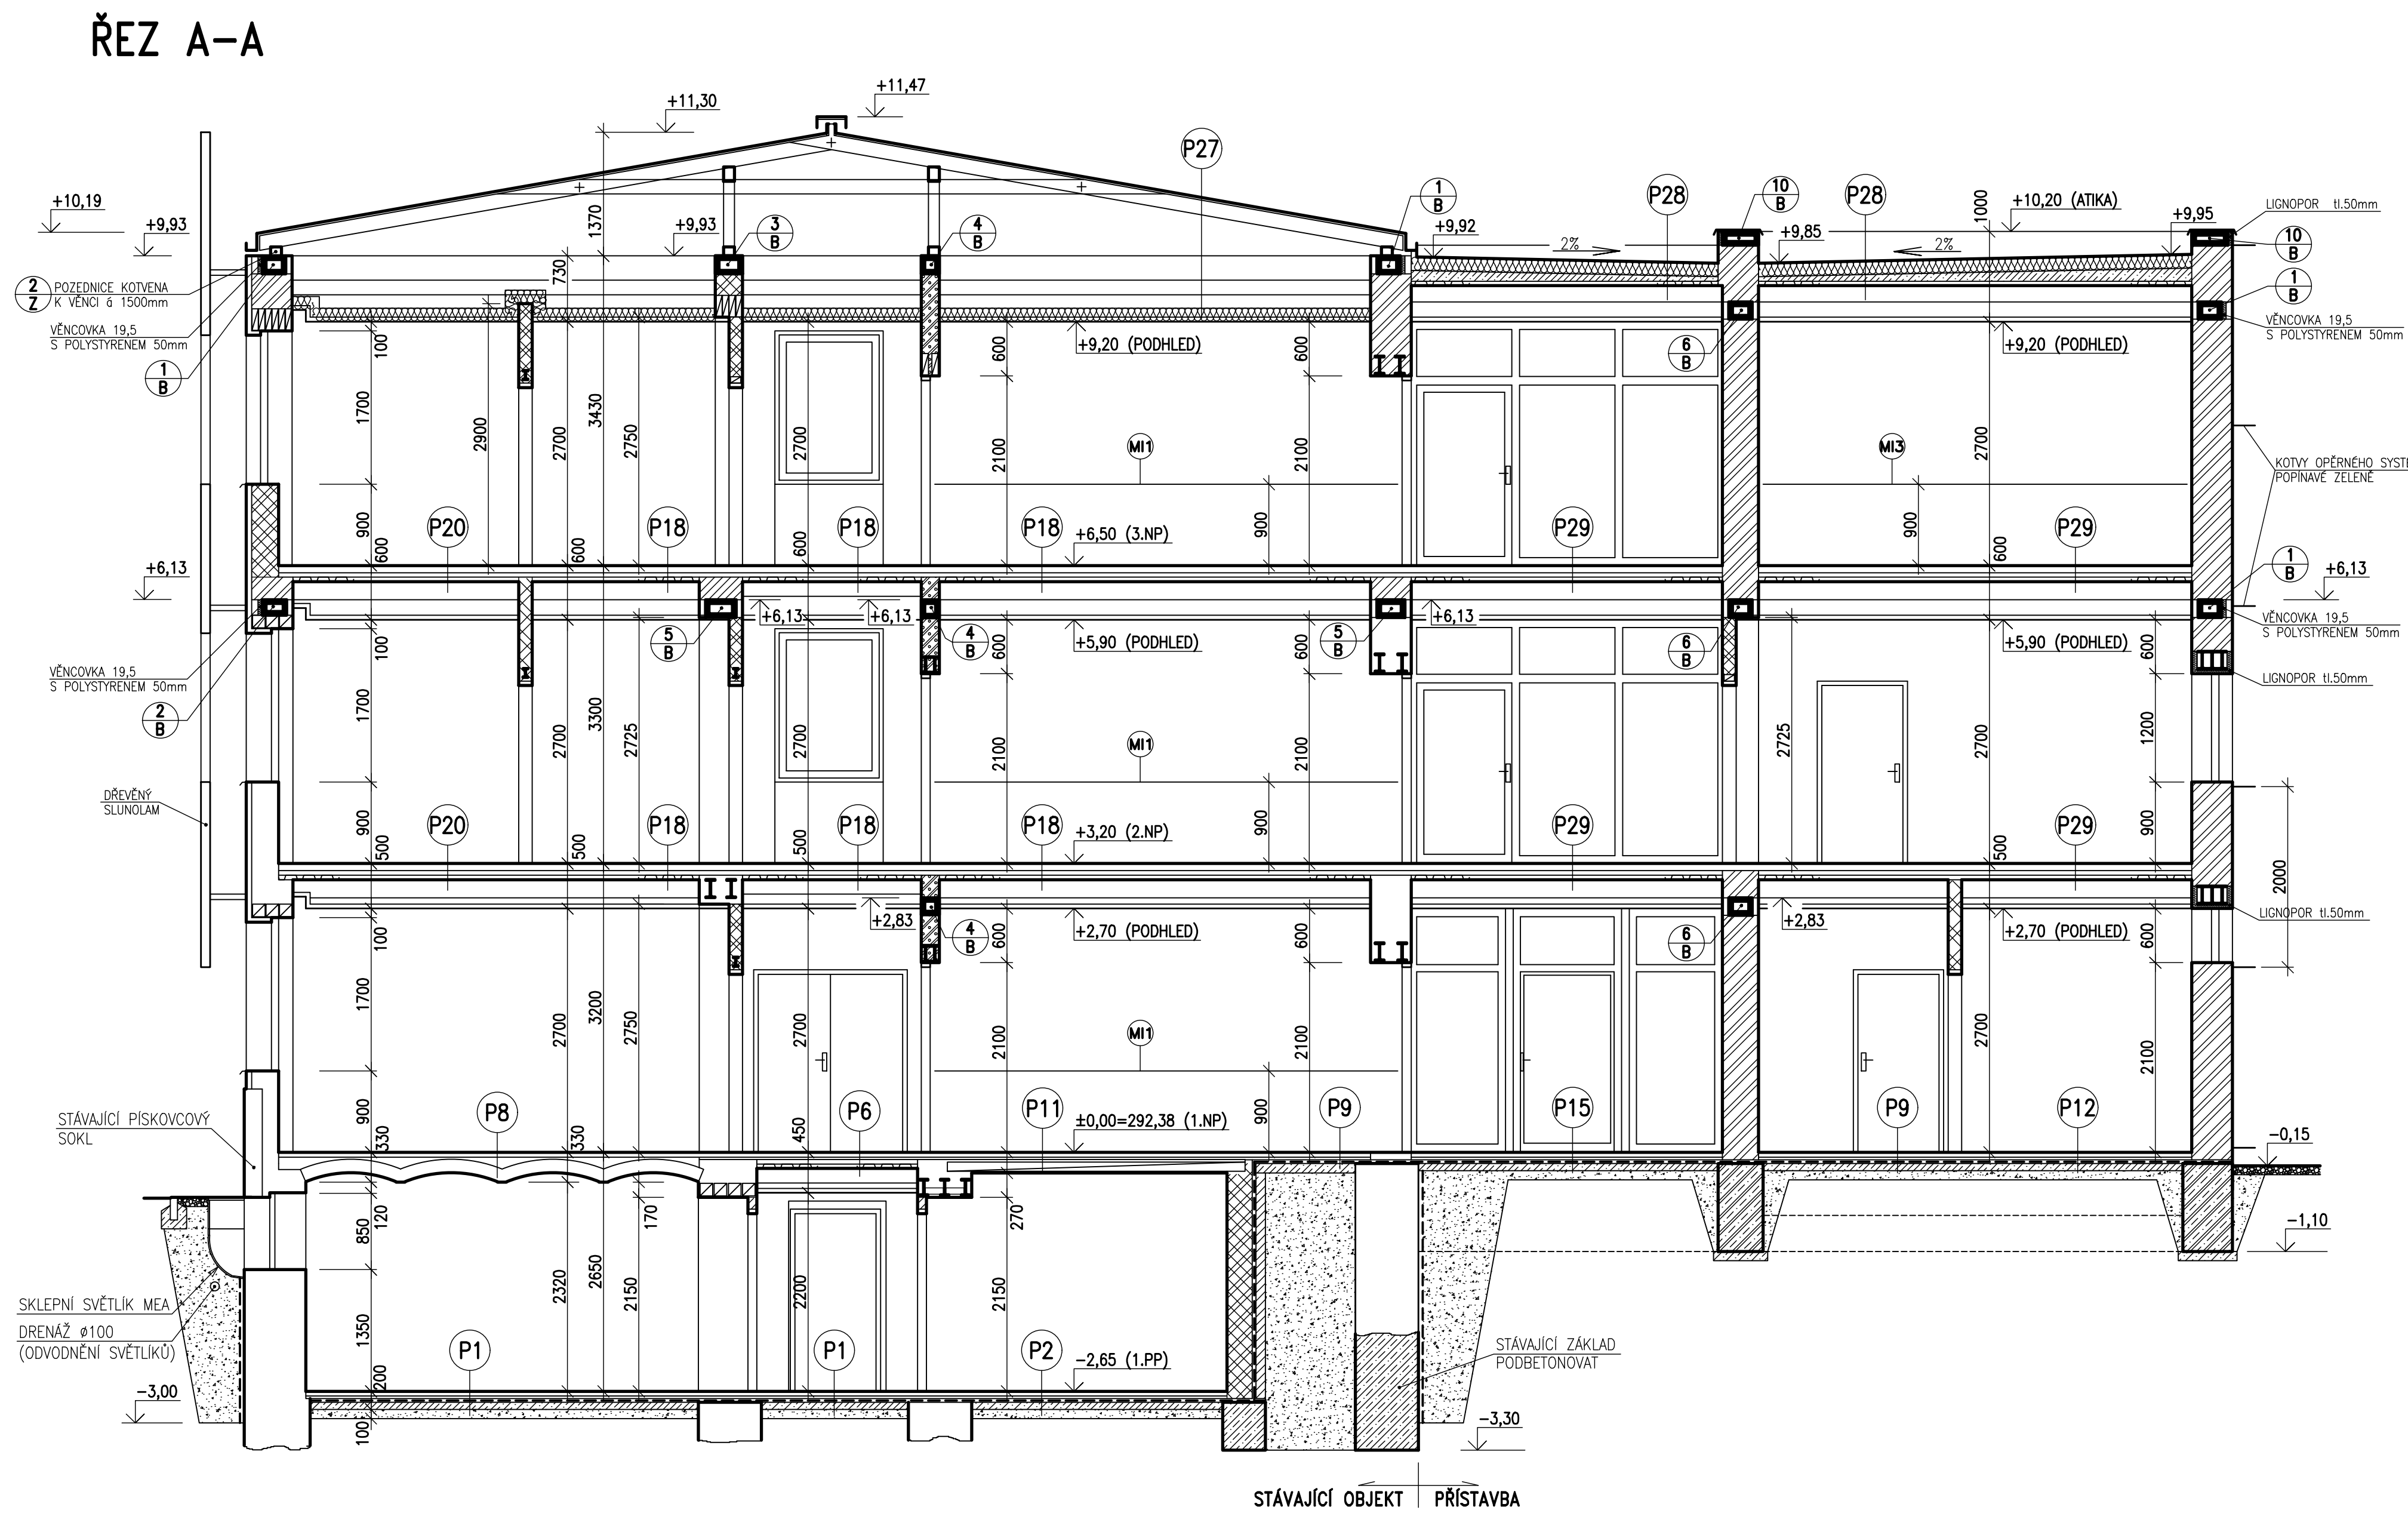 ŘEZ A-A
+11,47
+11,30
P27
+10,19
+9,93
1370
+9,93
3
B
4
B
1
B
+9,92
2%
P28
10
B
+9,85
P28
2%
+10,20 (ATIKA)
1000
+9,95
LIGNOPOR tl.50mm
10
B
2
Z
POZEDNICE KOTVENA
K VĚNCI á 1500mm
VĚNCOVKA 19,5
S POLYSTYRENEM 50mm
1
B
730
1
B
VĚNCOVKA 19,5
S POLYSTYRENEM 50mm
100
600
+9,20 (PODHLED)
600
6
B
+9,20 (PODHLED)
1700
2900
2700
3430
2750
2700
2100
MI1
2100
MI3
2700
KOTVY OPĚRNÉHO SYST
POPÍNAVÉ ZELENĚ
900
600
P20
600
P18
600
P18
P18
+6,50 (3.NP)
900
P29
900
600
P29
+6,13
1
B
+6,13
+6,13
+6,13
+6,13
5
B
4
B
5
B
6
B
VĚNCOVKA 19,5
S POLYSTYRENEM 50mm
100
600
+5,90 (PODHLED)
600
+5,90 (PODHLED)
600
VĚNCOVKA 19,5
S POLYSTYRENEM 50mm
LIGNOPOR tl.50mm
2
B
1700
2700
3300
2725
2700
2100
MI1
2100
2725
2700
1200
DŘEVĚNÝ
SLUNOLAM
900
500
P20
500
P18
500
P18
P18
+3,20 (2.NP)
900
P29
500
P29
900
2000
LIGNOPOR tl.50mm
100
+2,83
4
B
600
+2,70 (PODHLED)
600
6
B
+2,83
+2,70 (PODHLED)
600
1700
2700
3200
2750
2700
2100
MI1
2100
2700
2100
STÁVAJÍCÍ PÍSKOVCOVÝ
SOKL
900
330
P8
330
450
P6
P11
±0,00=292,38 (1.NP)
900
P9
P15
P9
P12
-0,15
850
120
170
270
-1,10
SKLEPNÍ SVĚTLÍK MEA
DRENÁŽ ø100
(ODVODNĚNÍ SVĚTLÍKŮ)
1350
2320
2650
2150
2200
2150
200
P1
P1
P2
-2,65 (1.PP)
STÁVAJÍCÍ ZÁKLAD
PODBETONOVAT
-3,00
100
-3,30
STÁVAJÍCÍ OBJEKT
PŘÍSTAVBA